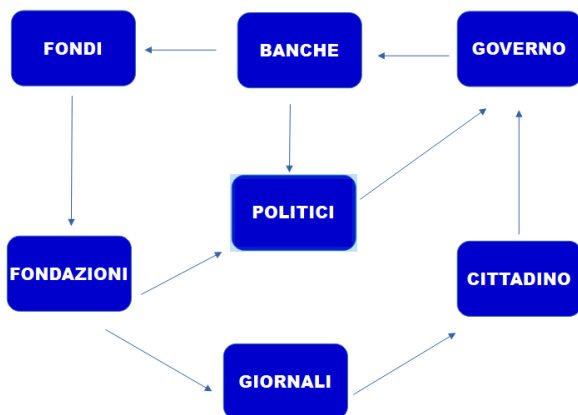 FONDI
BANCHE
GOVERNO
POLITICI
FONDAZIONI
CITTADINO
GIORNALI